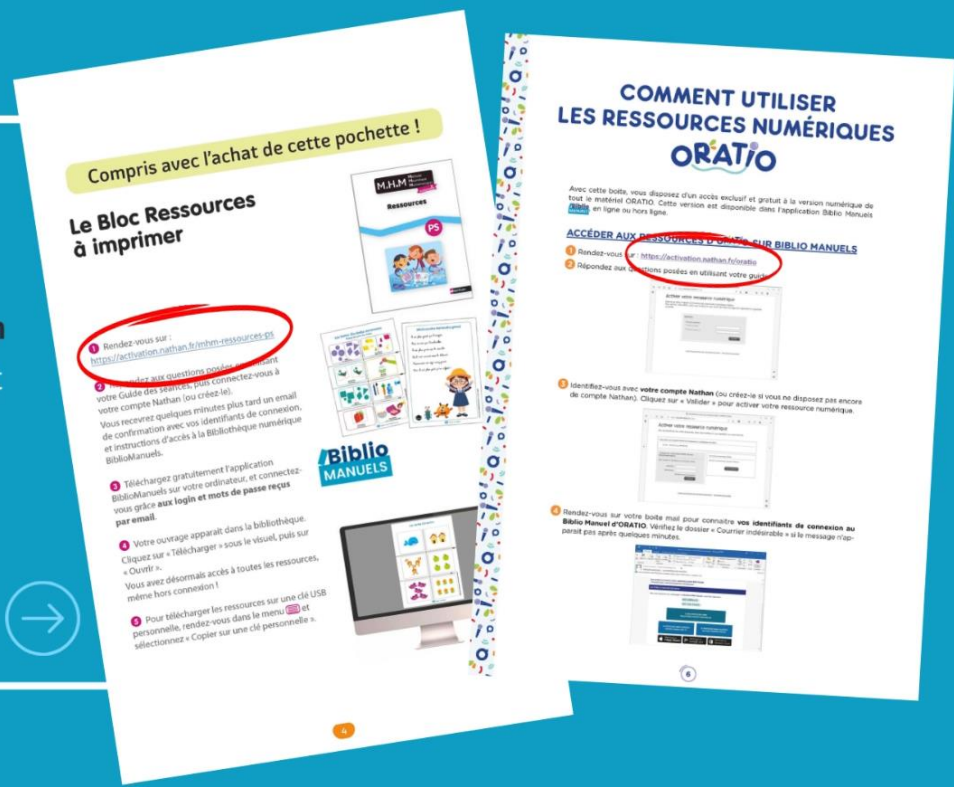 Compris avec l'achat de cette pochette !
Le Bloc Ressources
à imprimer
M.H.M
Ressources
PS
1 Rendez-vous sur :
https://activation.nathan.fr/mhm-ressources-ps
2 aux questions posées
votre Guide des séances, puis connectez-vous à
votre compte Nathan (ou créez-le).
Vous recevrez quelques minutes plus tard un email
de confirmation avec vos identifiants de connexion,
et instructions d'accès à la Bibliothèque numérique
BiblioManuels.
3 Téléchargez gratuitement l'application
BiblioManuels sur votre ordinateur, et connectez-
vous grâce aux login et mots de passe reçus
par email.
4 Votre ouvrage apparait dans la bibliothèque.
Cliquez sur « Télécharger » sous le visuel, puis sur
« Ouvrir ».
Vous avez désormais accès à toutes les ressources,
même hors connexion !
5 Pour télécharger les ressources sur une clé USB
personnelle, rendez-vous dans le menu et
sélectionnez « Copier sur une clé personnelle ».
Biblio
MANUELS
4
COMMENT UTILISER
LES RESSOURCES NUMÉRIQUES
ORATIO
Avec cette boite, vous disposez d'un accès exclusif et gratuit à la version numérique de
tout le matériel ORATIO. Cette version est disponible dans l'application Biblio Manuels
en ligne ou hors ligne.
ACCÉDER AUX RESSOURCES D'ORATIO SUR BIBLIO MANUELS
1 Rendez-vous sur : https://activation.nathan.fr/oratio
2 Répondez aux questions posées en utilisant votre guide
Activer votre ressource numérique
3 Identifiez-vous avec votre compte Nathan (ou créez-le si vous ne disposez pas encore
de compte Nathan). Cliquez sur « Valider » pour activer votre ressource numérique.
Activer votre ressource numérique
4 Rendez-vous sur votre boite mail pour connaitre vos identifiants de connexion au
Biblio Manuel d'ORATIO. Vérifiez le dossier « Courrier indésirable » si le message n'ap-
parait pas après quelques minutes.
6